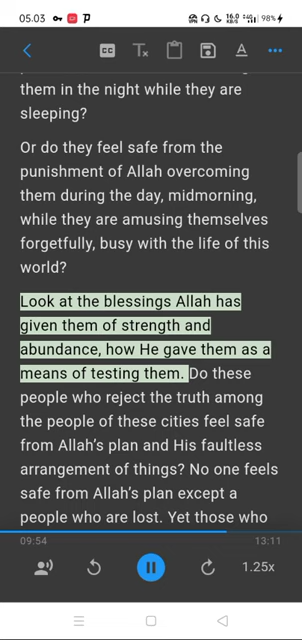 05.03
16.0
KB/S
4G
98%
CC
them in the night while they are
sleeping?
Or do they feel safe from the
punishment of Allah overcoming
them during the day, midmorning,
while they are amusing themselves
forgetfully, busy with the life of this
world?
Look at the blessings Allah has
given them of strength and
abundance, how He gave them as a
means of testing them. Do these
people who reject the truth among
the people of these cities feel safe
from Allah’s plan and His faultless
arrangement of things? No one feels
safe from Allah’s plan except a
people who are lost. Yet those who
09:54
13:11
1.25x